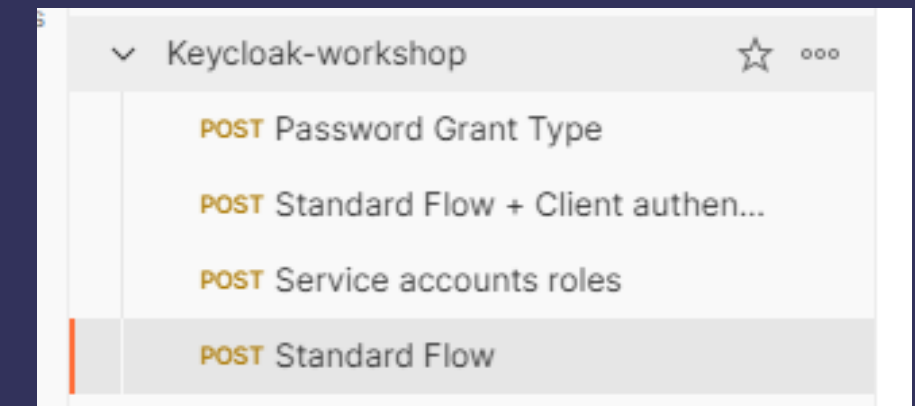 Keycloak-workshop
POST Password Grant Type
POST Standard Flow + Client authen...
POST Service accounts roles
POST Standard Flow